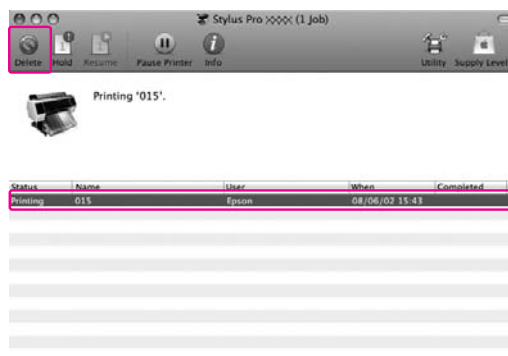 Stylus Pro XXXX (1 Job)
Delete Hold Resume Pause Printer Info Utility Supply Level
Printing '015'.
Status Name User When Completed
Printing 015 Epson 08/06/02 15:43